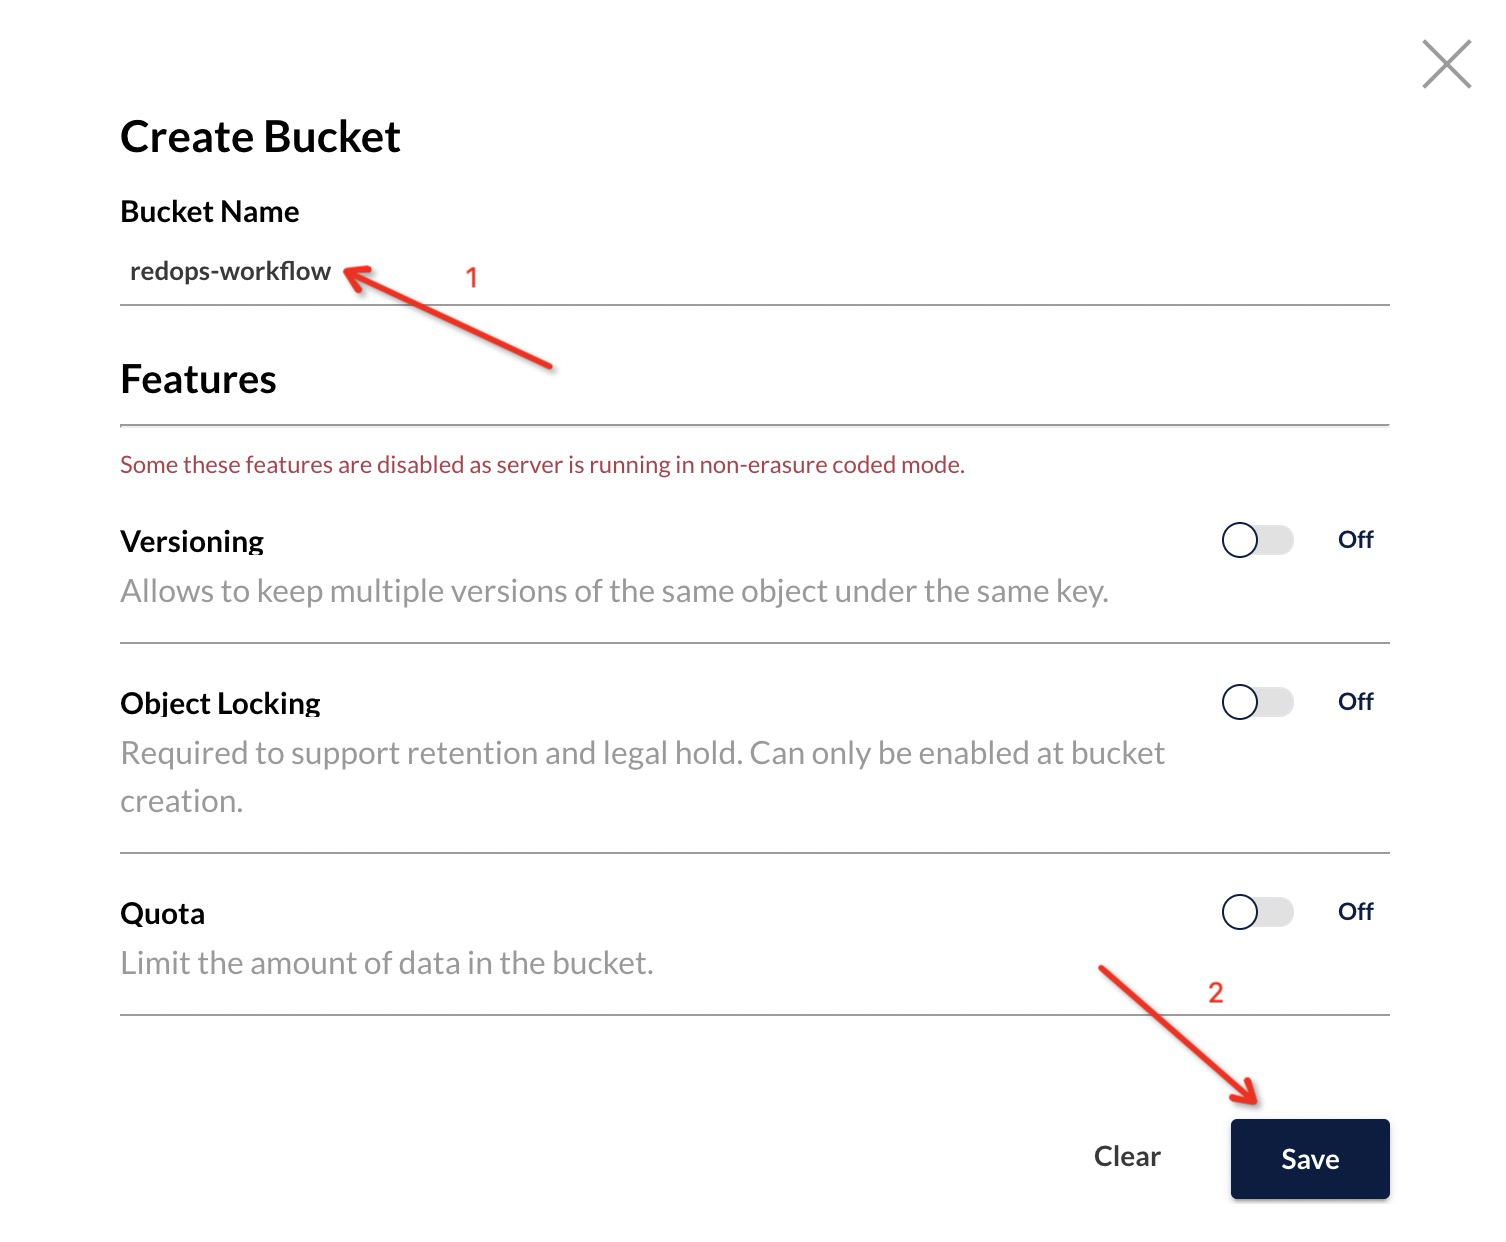 Create Bucket
Bucket Name
redops-workflow
1
Features
Some these features are disabled as server is running in non-erasure coded mode.
Versioning
Off
Allows to keep multiple versions of the same object under the same key.
Object Locking
Off
Required to support retention and legal hold. Can only be enabled at bucket
creation.
Quota
Off
Limit the amount of data in the bucket.
2
Clear
Save